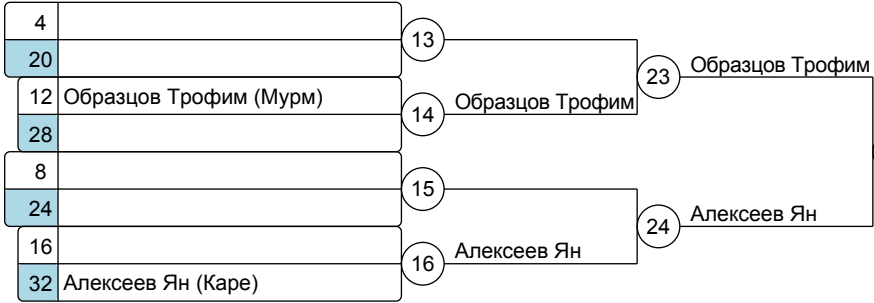 4
13
20
23 Образцов Трофим
12 Образцов Трофим (Мурм)
14 Образцов Трофим
28
8
15
24
24 Алексеев Ян
16
16 Алексеев Ян
32 Алексеев Ян (Каре)